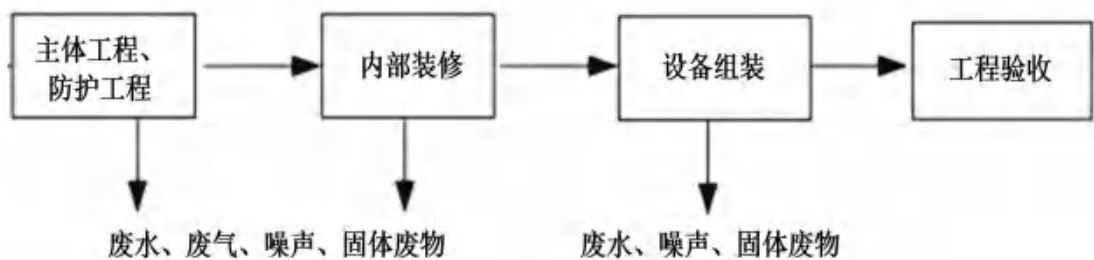 主体工程、
防护工程
内部装修
设备组装
工程验收
废水、废气、噪声、固体废物
废水、噪声、固体废物